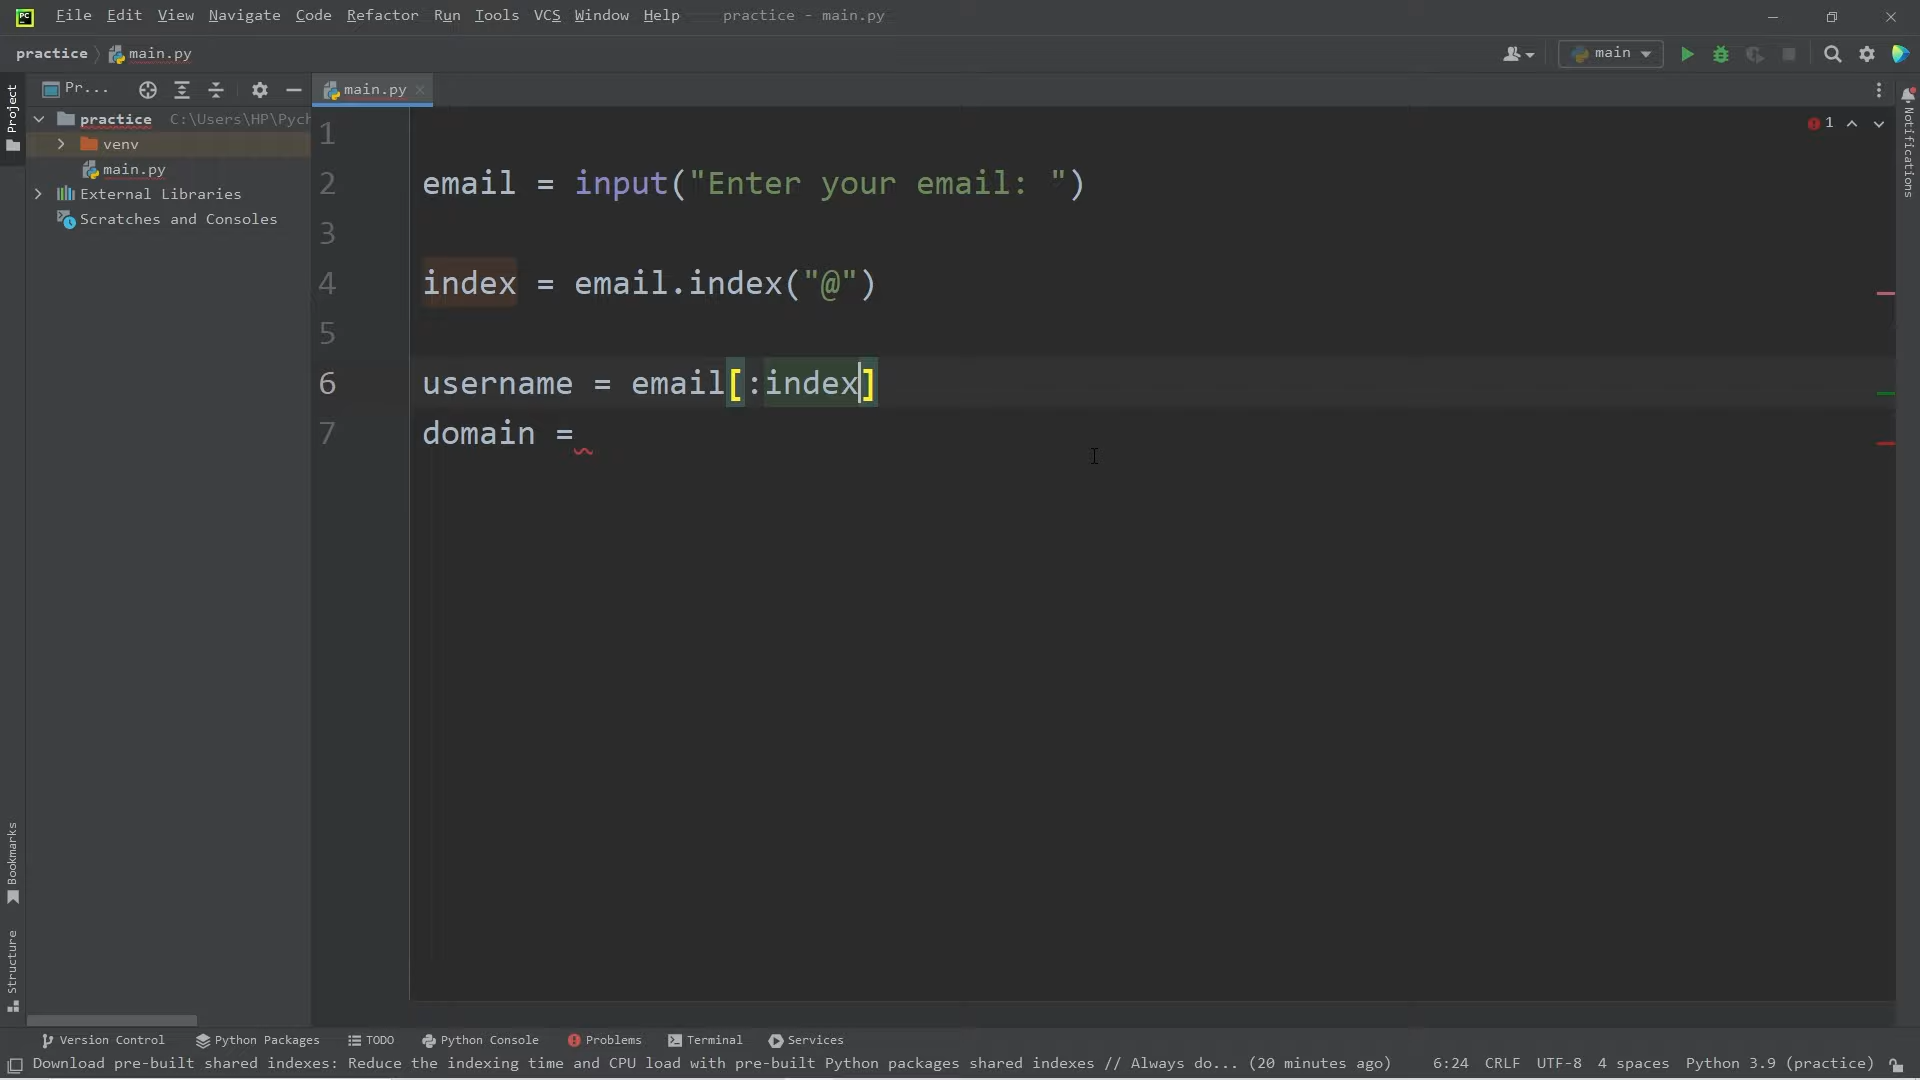 File Edit View Navigate Code Refactor Run Tools VCS Window Help practice - main.py
practice main.py main
Project Pr... main.py
practice C:\Users\HP\Pych
venv
main.py
External Libraries
Scratches and Consoles
1
2 email = input("Enter your email: ")
3
4 index = email.index("@")
5
6 username = email[:index]
7 domain =
1
Notifications
Bookmarks
Structure
Version Control Python Packages TODO Python Console Problems Terminal Services
Download pre-built shared indexes: Reduce the indexing time and CPU load with pre-built Python packages shared indexes // Always do... (20 minutes ago) 6:24 CRLF UTF-8 4 spaces Python 3.9 (practice)